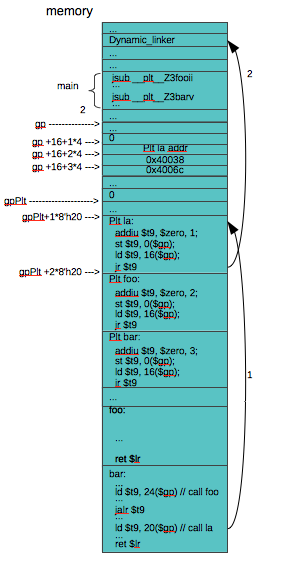 memory
...
Dynamic_linker
...
...
main
jsub __plt__Z3fooii
...
jsub __plt__Z3barv
2
...
gp --------------->
...
gp +16+1*4 --->
0
gp +16+2*4 --->
Plt la addr
gp +16+3*4 --->
0x40038
0x4006c
...
gpPlt ------------->
0
...
gpPlt+1*8'h20 --->
Plt la:
addiu $t9, $zero, 1;
st $t9, 0($gp);
ld $t9, 16($gp);
jr $t9
gpPlt +2*8'h20 --->
Plt foo:
addiu $t9, $zero, 2;
st $t9, 0($gp);
ld $t9, 16($gp);
jr $t9
Plt bar:
addiu $t9, $zero, 3;
st $t9, 0($gp);
ld $t9, 16($gp);
jr $t9
...
foo:
...
ret $lr
bar:
...
ld $t9, 24($gp) // call foo
...
jalr $t9
...
ld $t9, 20($gp) // call la
...
ret $lr
2
1